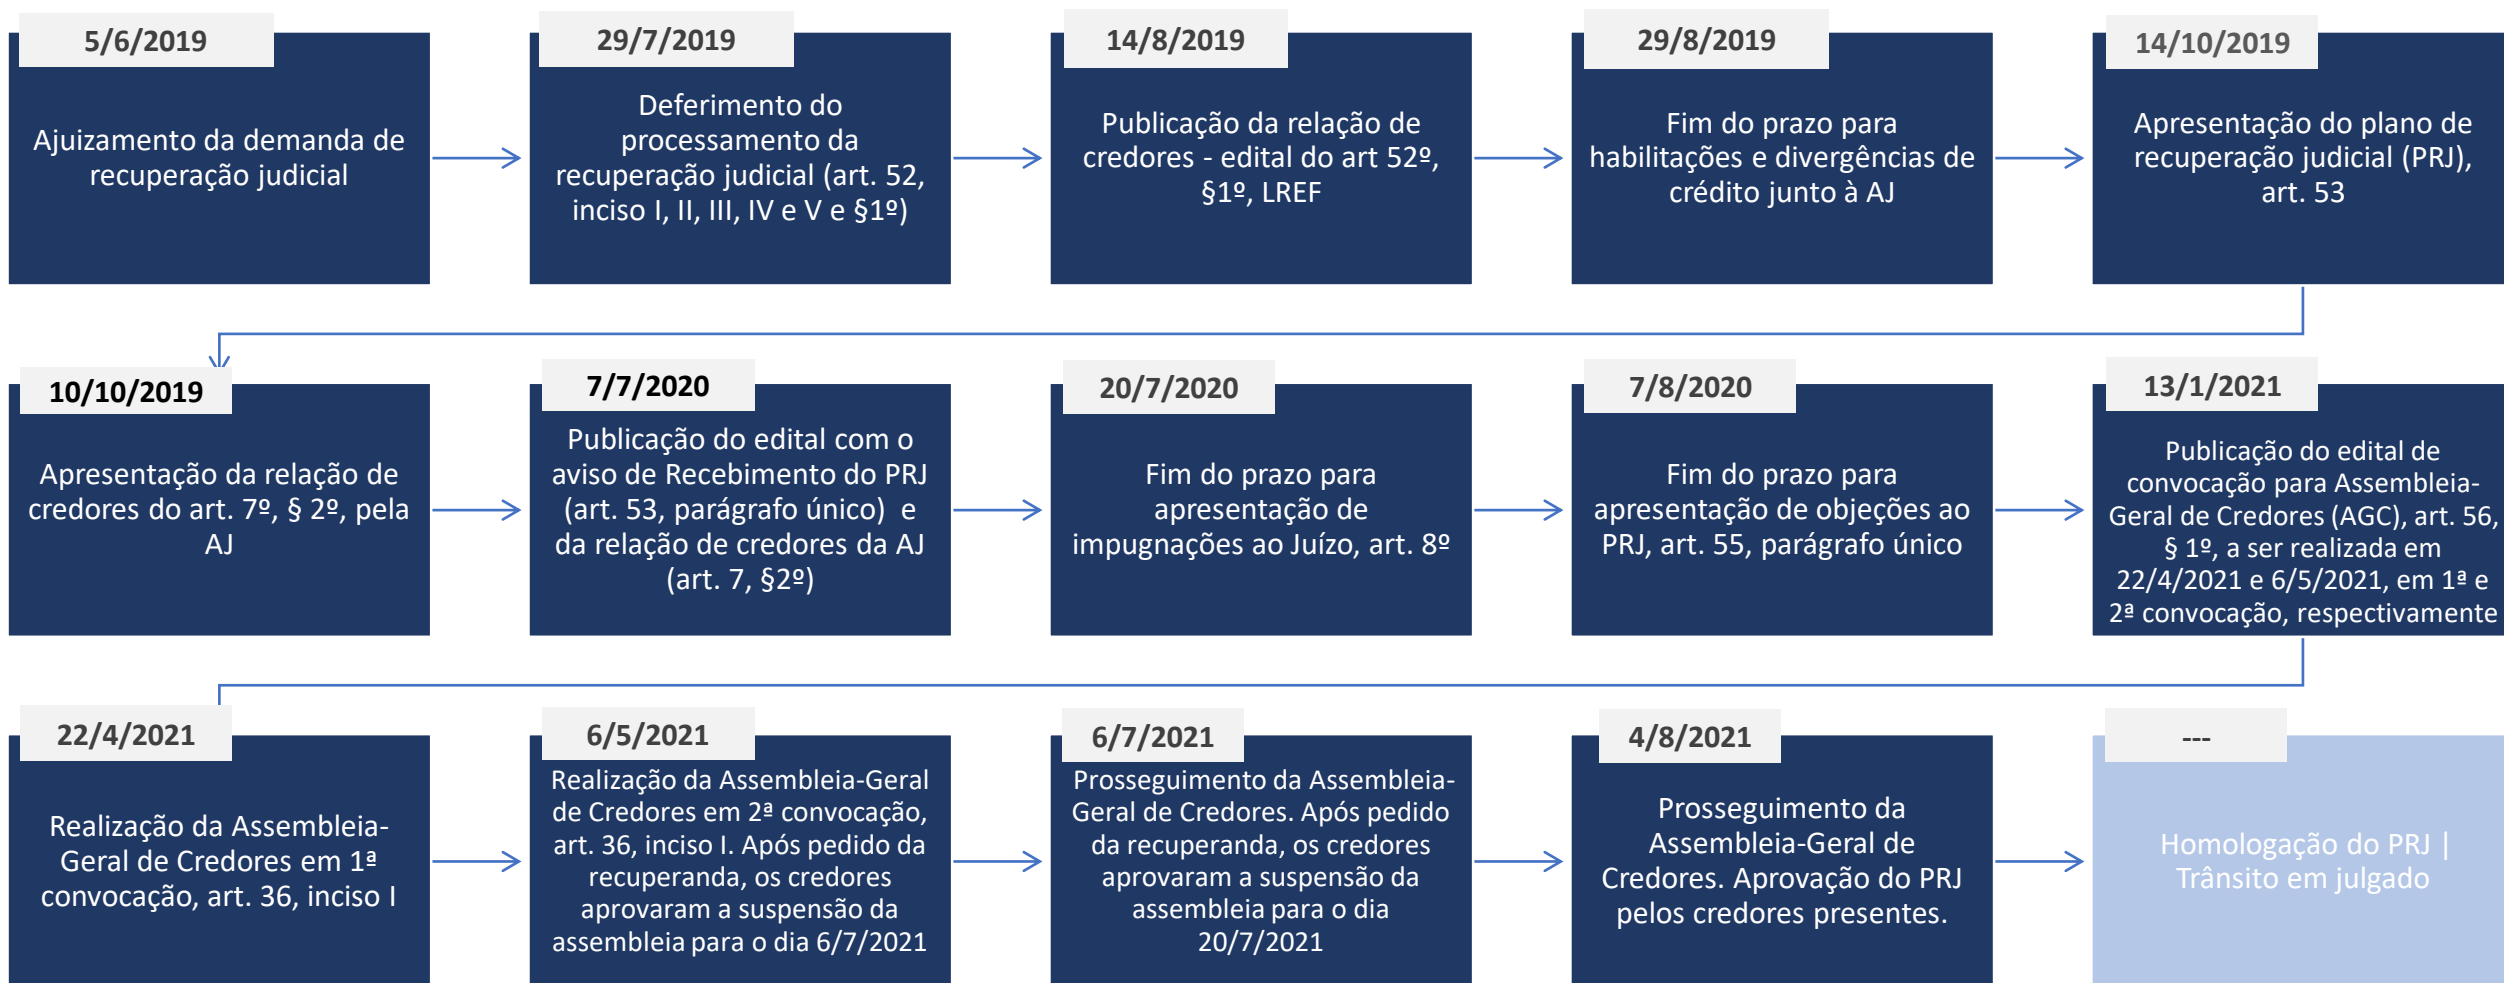 5/6/2019
Ajuizamento da demanda de
recuperação judicial
29/7/2019
Deferimento do
processamento da
recuperação judicial (art. 52,
inciso I, II, III, IV e V e §1º)
14/8/2019
Publicação da relação de
credores - edital do art 52º,
§1º, LREF
29/8/2019
Fim do prazo para
habilitações e divergências de
crédito junto à AJ
14/10/2019
Apresentação do plano de
recuperação judicial (PRJ),
art. 53
10/10/2019
Apresentação da relação de
credores do art. 7º, § 2º, pela
AJ
7/7/2020
Publicação do edital com o
aviso de Recebimento do PRJ
(art. 53, parágrafo único) e
da relação de credores da AJ
(art. 7, §2º)
20/7/2020
Fim do prazo para
apresentação de
impugnações ao Juízo, art. 8º
7/8/2020
Fim do prazo para
apresentação de objeções ao
PRJ, art. 55, parágrafo único
13/1/2021
Publicação do edital de
convocação para Assembleia-
Geral de Credores (AGC), art. 56,
§ 1º, a ser realizada em
22/4/2021 e 6/5/2021, em 1ª e
2ª convocação, respectivamente
22/4/2021
Realização da Assembleia-
Geral de Credores em 1ª
convocação, art. 36, inciso I
6/5/2021
Realização da Assembleia-Geral
de Credores em 2ª convocação,
art. 36, inciso I. Após pedido da
recuperanda, os credores
aprovaram a suspensão da
assembleia para o dia 6/7/2021
6/7/2021
Prosseguimento da Assembleia-
Geral de Credores. Após pedido
da recuperanda, os credores
aprovaram a suspensão da
assembleia para o dia
20/7/2021
4/8/2021
Prosseguimento da
Assembleia-Geral de
Credores. Aprovação do PRJ
pelos credores presentes.
---
Homologação do PRJ |
Trânsito em julgado